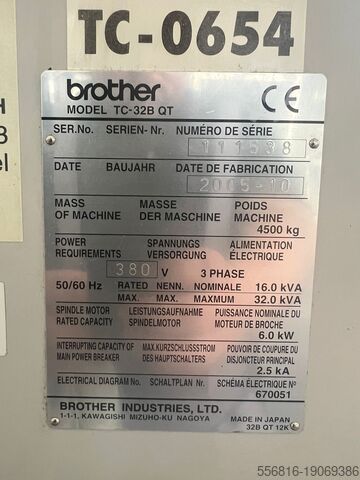 TC-0654
H
8
el
brother
CE
MODEL TC-32B QT
SER.No. SERIEN- Nr. NUMÉRO DE SÉRIE
111538
DATE BAUJAHR DATE DE FABRICATION
2005-10
MASS MASSE POIDS
OF MACHINE DER MASCHINE MACHINE
4500 kg
POWER SPANNUNGS ALIMENTATION
REQUIREMENTS VERSORGUNG ÉLECTRIQUE
380 V 3 PHASE
50/60 Hz RATED NENN. NOMINALE 16.0 kVA
MAX. MAX. MAXMUM 32.0 kVA
SPINDLE MOTOR LEISTUNGSAUFNAHME PUISSANCE NOMINALE DU
RATED CAPACITY SPINDELMOTOR MOTEUR DE BROCHE
6.0 kW
INTERRUPTING CAPACITY OF MAX.KURZSCHLUSSSTROM POUVOIR DE COUPURE DU
MAIN POWER BREAKER DES HAUPTSCHALTERS DISJONCTEUR PRINCIPAL
2.5 kA
ELECTRICAL DIAGRAM No. SCHALTPLAN Nr. SCHÉMA ÉLECTRIQUE No
670051
BROTHER INDUSTRIES, LTD.
1-1-1, KAWAGISHI MIZUHO-KU NAGOYA
MADE IN JAPAN
32B QT 12K
556816-19069386